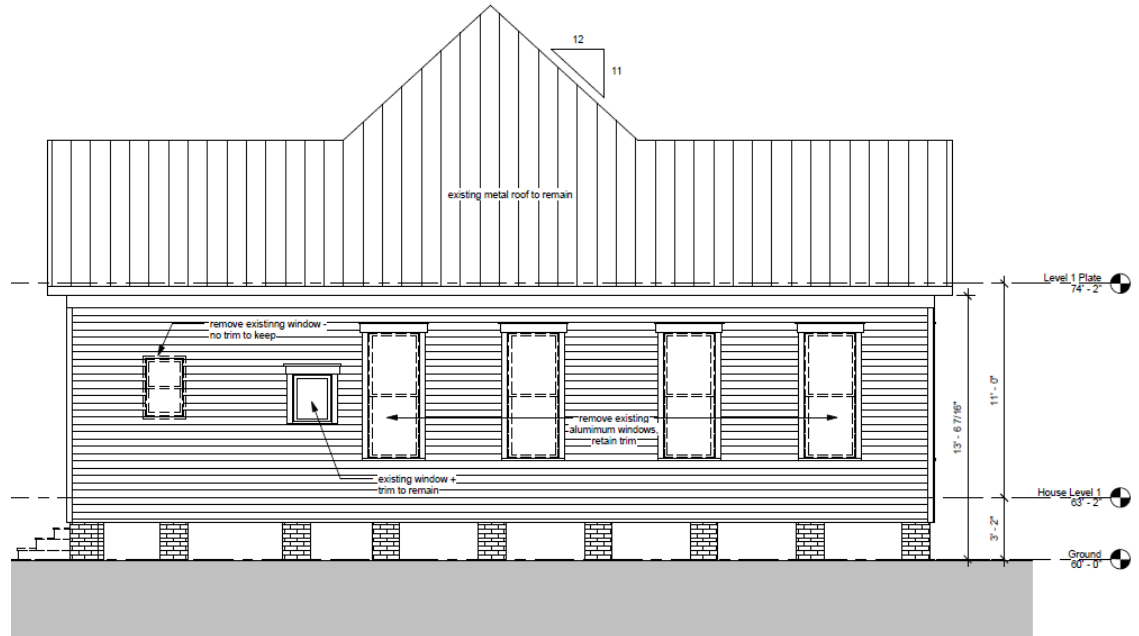 12
11
existing metal roof to remain
Level 1 Plate
74' - 2"
remove existinng window -
no trim to keep
11' - 0"
13' - 6 7/16"
remove existing
alumimum windows,
retain trim
existing window +
trim to remain
House Level 1
63' - 2"
3' - 2"
Ground
60' - 0"